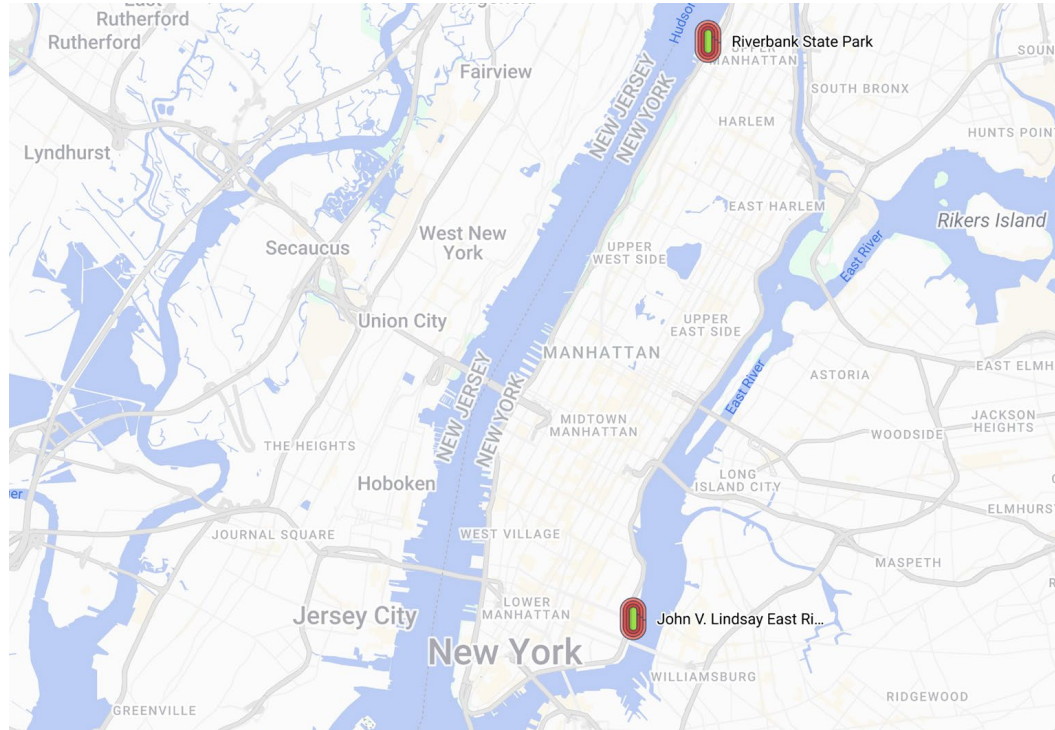 East
Rutherford
Rutherford
Fairview
Lyndhurst
Hudson
Riverbank State Park
UPPER
MANHATTAN
SOUTH BRONX
HARLEM
HUNTS POIN
NEW JERSEY
NEW YORK
EAST HARLEM
Rikers Island
East River
West New
York
Secaucus
UPPER
WEST SIDE
Union City
UPPER
EAST SIDE
MANHATTAN
East River
ASTORIA
EAST ELMH
NEW JERSEY
NEW YORK
MIDTOWN
MANHATTAN
JACKSON
HEIGHTS
WOODSIDE
THE HEIGHTS
Hoboken
LONG
ISLAND CITY
ELMHURST
JOURNAL SQUARE
WEST VILLAGE
MASPETH
Jersey City
LOWER
MANHATTAN
John V. Lindsay East Ri...
New York
WILLIAMSBURG
RIDGEWOOD
GREENVILLE